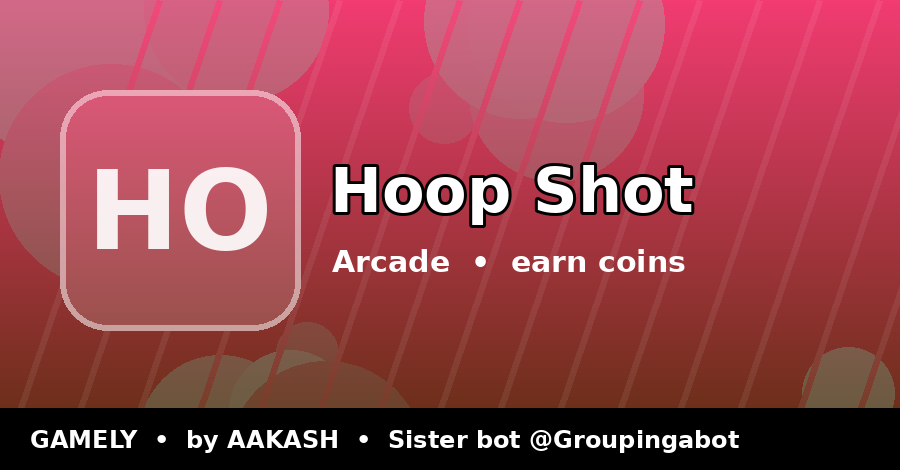 HO
Hoop Shot
Arcade • earn coins
GAMELY • by AAKASH • Sister bot @Groupingabot